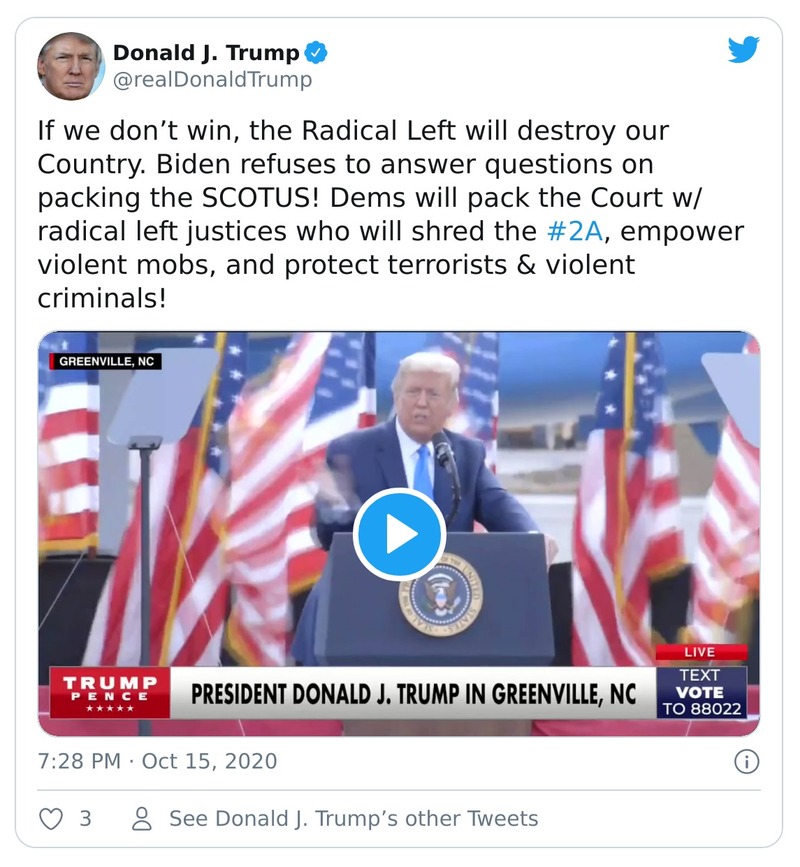 Donald J. Trump
@realDonaldTrump
If we don’t win, the Radical Left will destroy our
Country. Biden refuses to answer questions on
packing the SCOTUS! Dems will pack the Court w/
radical left justices who will shred the #2A, empower
violent mobs, and protect terrorists & violent
criminals!
GREENVILLE, NC
LIVE
TRUMP
PENCE
PRESIDENT DONALD J. TRUMP IN GREENVILLE, NC
TEXT
VOTE
TO 88022
7:28 PM · Oct 15, 2020
3
See Donald J. Trump’s other Tweets